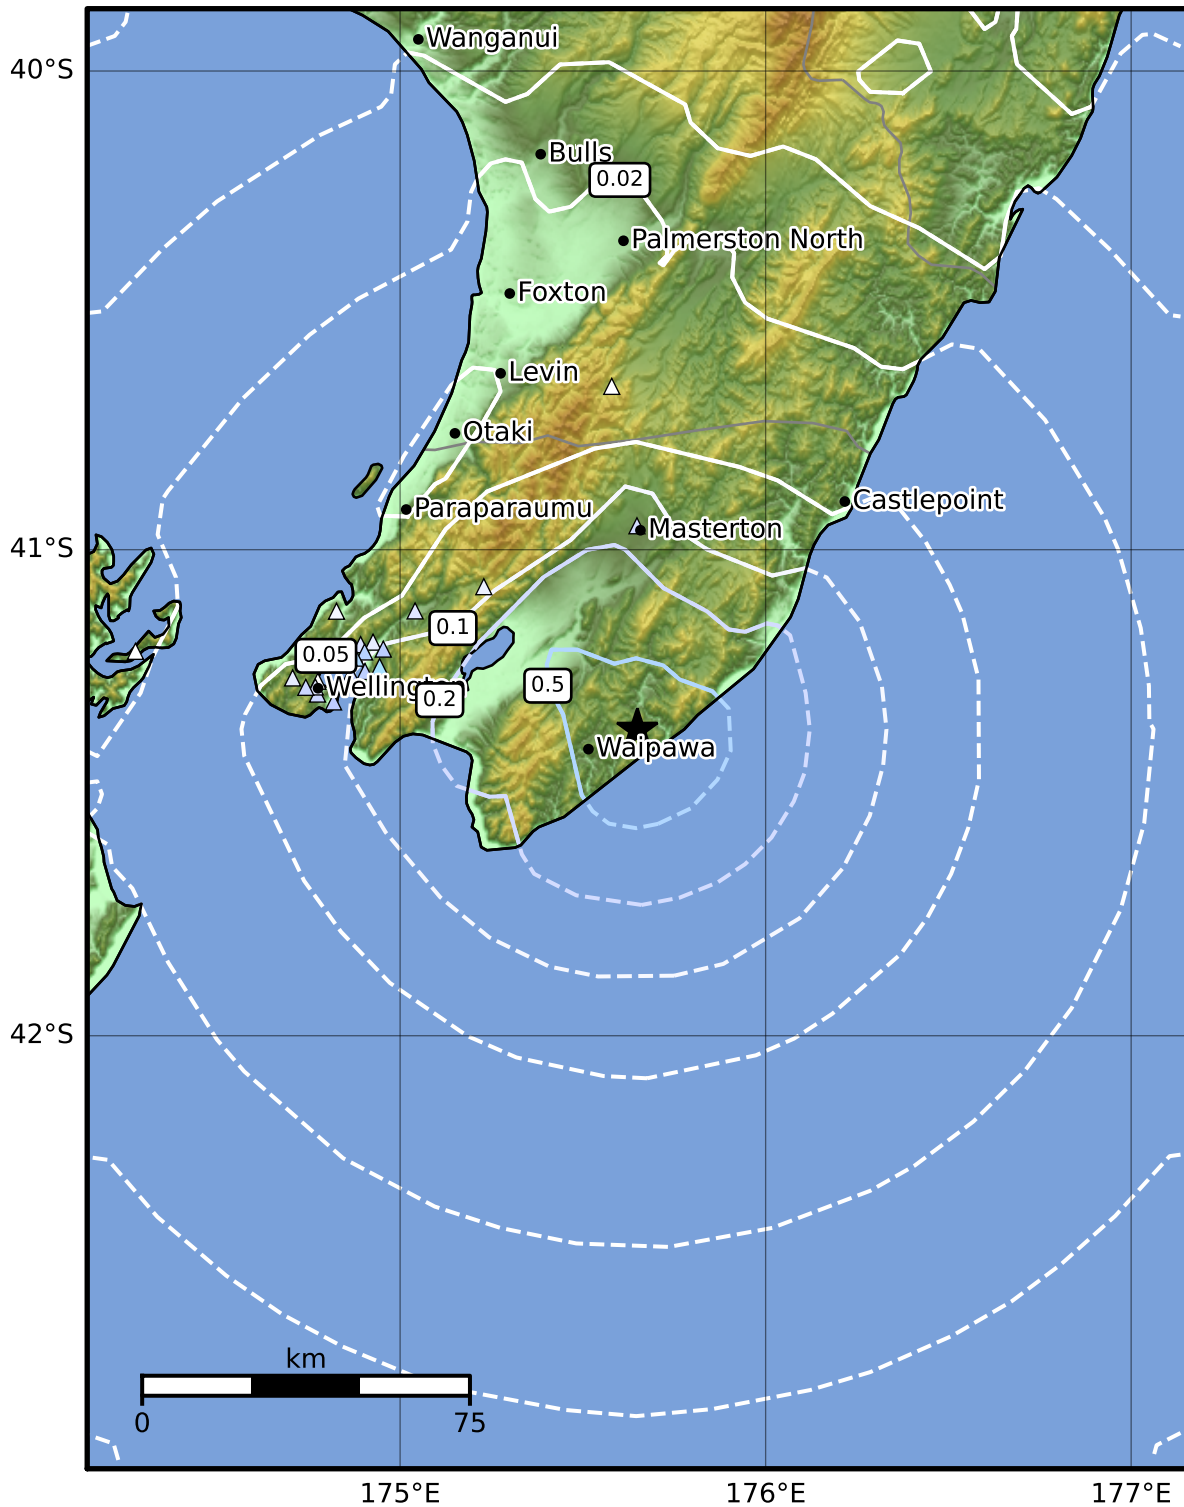 Wanganui
40°S
Bulls
0.02
Palmerston North
Foxton
Levin
Otaki
Castlepoint
Paraparaumu
Masterton
41°S
0.1
0.05
0.5
Wellington
0.2
Waipawa
42°S
km
0 75
175°E 176°E 177°E